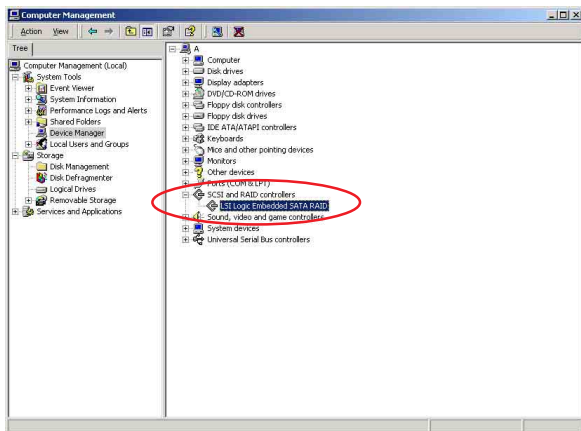 Computer Management
Action View
Tree
Computer Management (Local)
System Tools
Event Viewer
System Information
Performance Logs and Alerts
Shared Folders
Device Manager
Local Users and Groups
Storage
Disk Management
Disk Defragmenter
Logical Drives
Removable Storage
Services and Applications
A
Computer
Disk drives
Display adapters
DVD/CD-ROM drives
Floppy disk controllers
Floppy disk drives
IDE ATA/ATAPI controllers
Keyboards
Mice and other pointing devices
Monitors
Other devices
Ports (COM & LPT)
SCSI and RAID controllers
LSI Logic Embedded SATA RAID
Sound, video and game controllers
System devices
Universal Serial Bus controllers